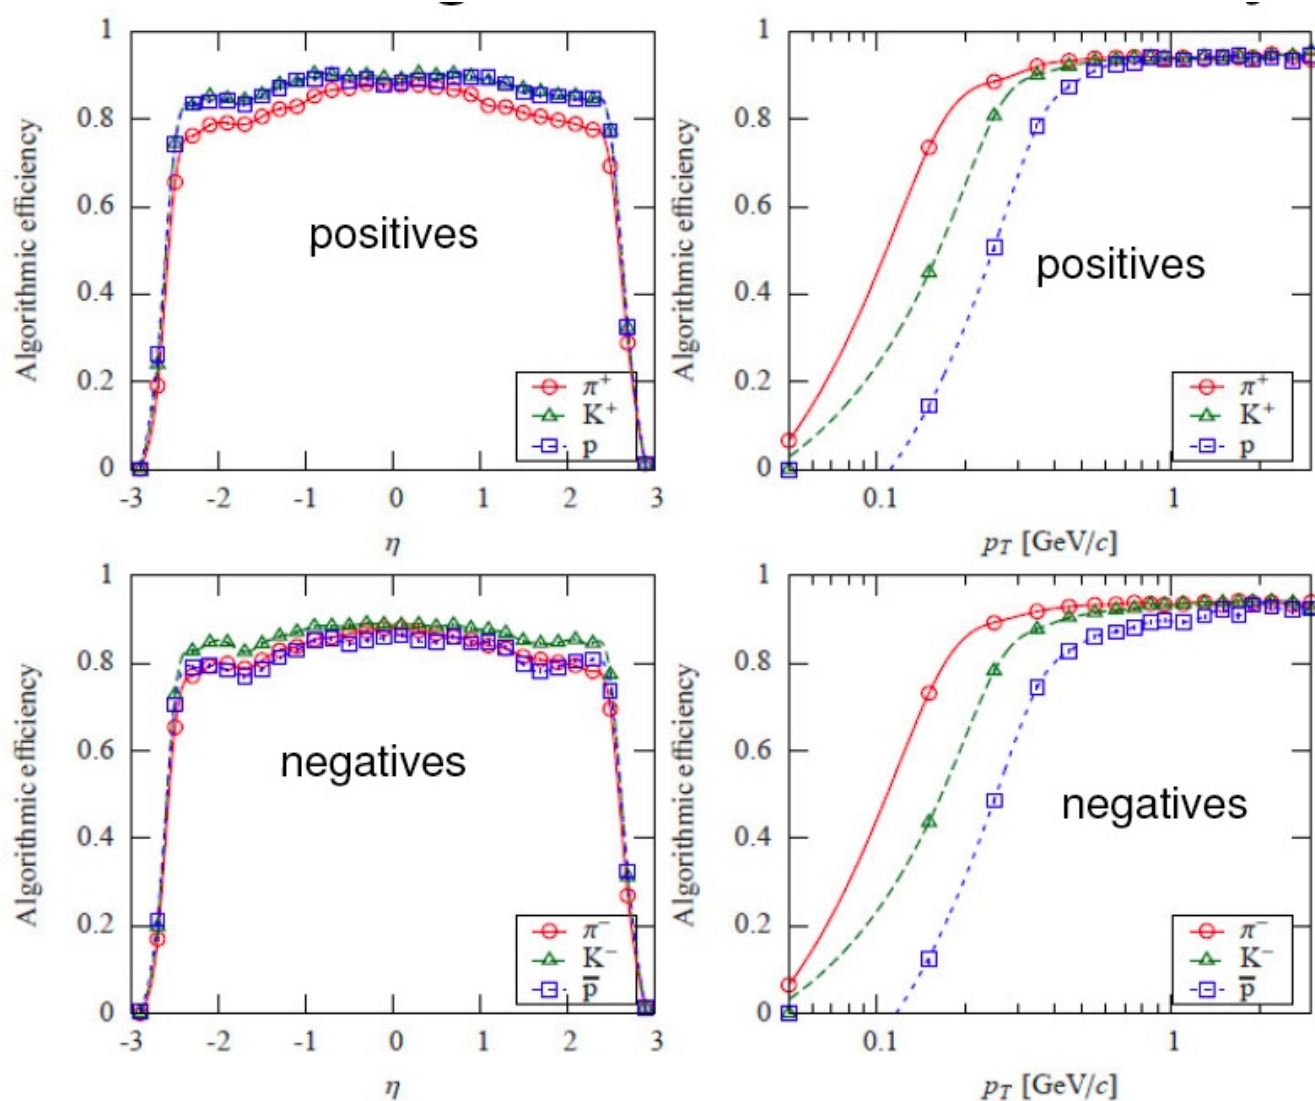 1
0.8
0.6
0.4
0.2
0
Algorithmic efficiency
positives
π⁺
K⁺
p
-3 -2 -1 0 1 2 3
η
1
0.8
0.6
0.4
0.2
0
Algorithmic efficiency
positives
π⁺
K⁺
p
0.1 1
p_T [GeV/c]
1
0.8
0.6
0.4
0.2
0
Algorithmic efficiency
negatives
π⁻
K⁻
p̅
-3 -2 -1 0 1 2 3
η
1
0.8
0.6
0.4
0.2
0
Algorithmic efficiency
negatives
π⁻
K⁻
p̅
0.1 1
p_T [GeV/c]